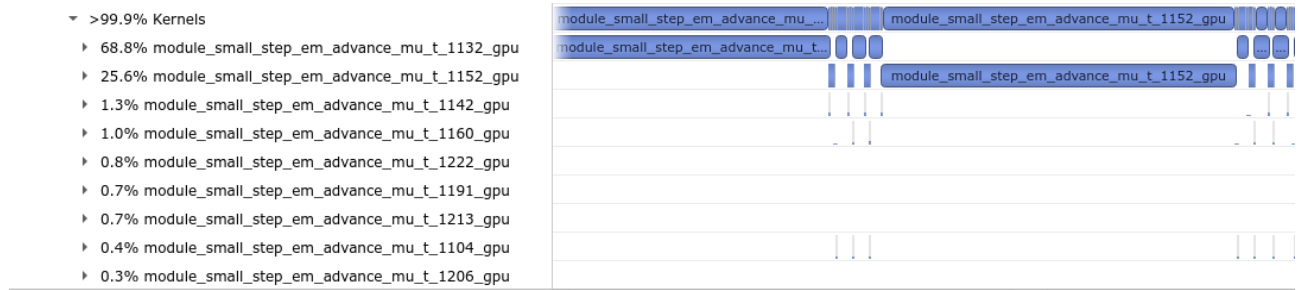 >99.9% Kernels
module_small_step_em_advance_mu_...
module_small_step_em_advance_mu_t_1152_gpu
68.8% module_small_step_em_advance_mu_t_1132_gpu
module_small_step_em_advance_mu_t...
...
...
25.6% module_small_step_em_advance_mu_t_1152_gpu
module_small_step_em_advance_mu_t_1152_gpu
1.3% module_small_step_em_advance_mu_t_1142_gpu
1.0% module_small_step_em_advance_mu_t_1160_gpu
0.8% module_small_step_em_advance_mu_t_1222_gpu
0.7% module_small_step_em_advance_mu_t_1191_gpu
0.7% module_small_step_em_advance_mu_t_1213_gpu
0.4% module_small_step_em_advance_mu_t_1104_gpu
0.3% module_small_step_em_advance_mu_t_1206_gpu